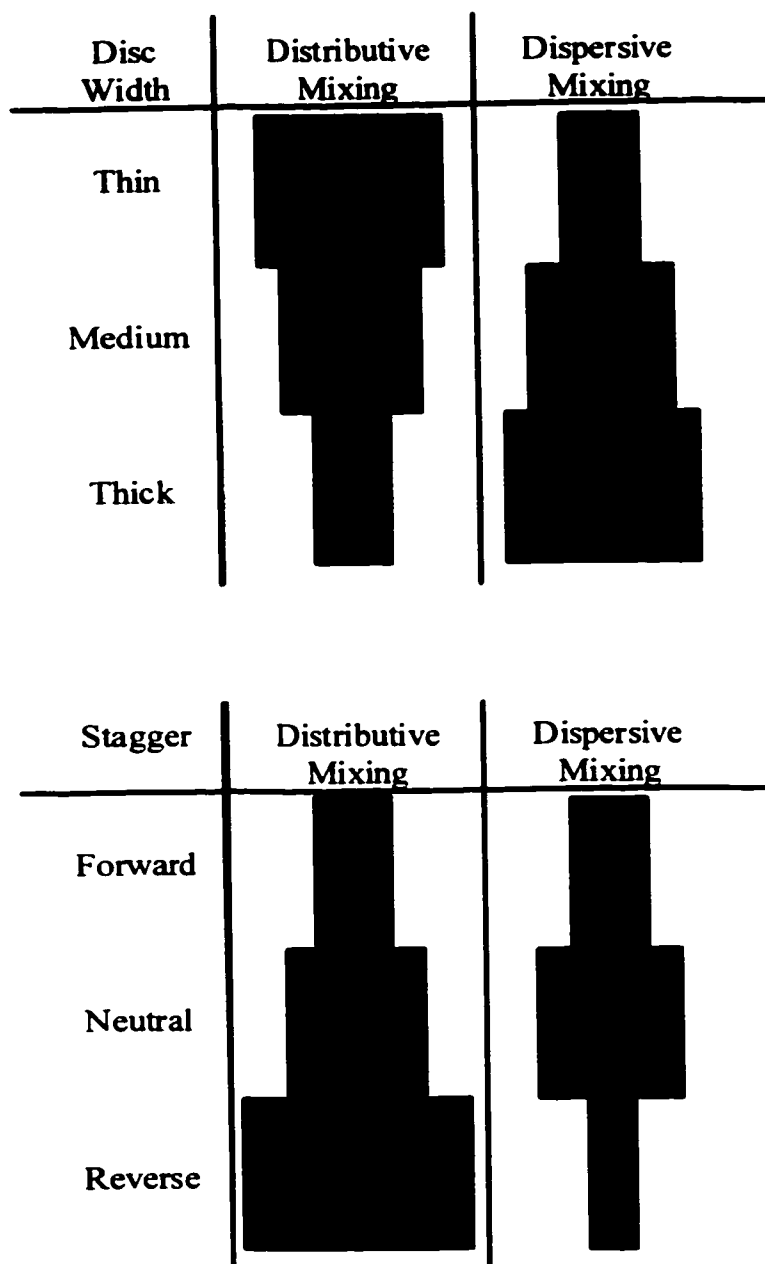 Disc
Width
Distributive
Mixing
Dispersive
Mixing
Thin
Medium
Thick
Stagger
Distributive
Mixing
Dispersive
Mixing
Forward
Neutral
Reverse